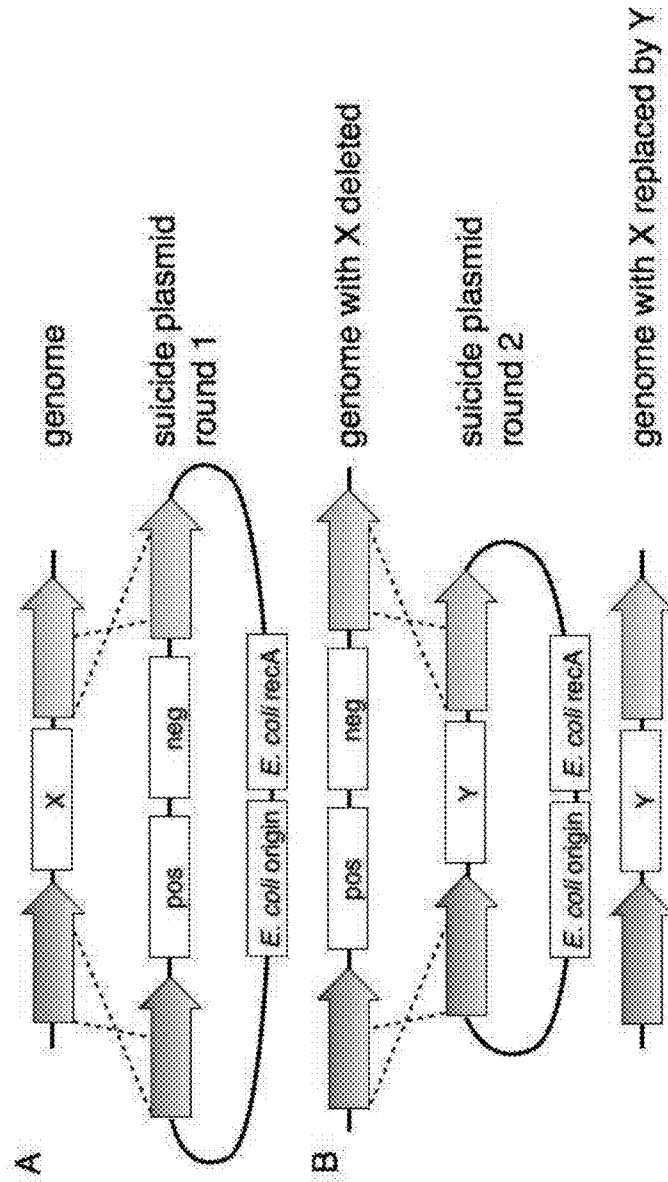 A
X
genome
pos
neg
suicide plasmid
round 1
E. coli origin
E. coli recA
B
pos
neg
genome with X deleted
Y
suicide plasmid
round 2
E. coli origin
E. coli recA
Y
genome with X replaced by Y